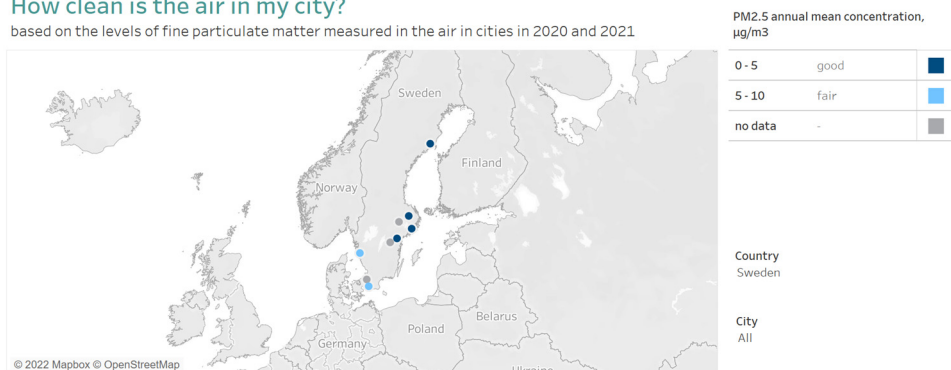 How clean is the air in my city?
based on the levels of fine particulate matter measured in the air in cities in 2020 and 2021
PM2.5 annual mean concentration,
µg/m3
0 - 5 good
5 - 10 fair
no data -
Sweden
Finland
Norway
Country
Sweden
Belarus
Poland
City
All
Germany
Ukraine
© 2022 Mapbox © OpenStreetMap